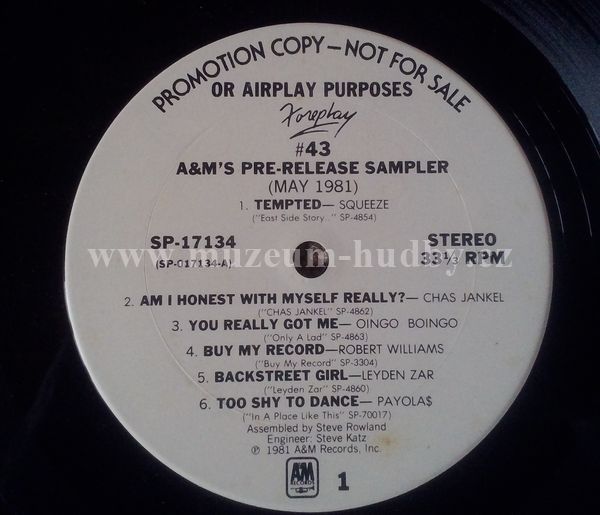 PROMOTION COPY—NOT FOR SALE
OR AIRPLAY PURPOSES
Foreplay
#43
A&M'S PRE-RELEASE SAMPLER
(MAY 1981)
1. TEMPTED— SQUEEZE
("East Side Story.." SP-4854)
SP-17134
(SP-017134-A)
STEREO
33⅓ RPM
www.muzeum-hudby.cz
2. AM I HONEST WITH MYSELF REALLY?— CHAS JANKEL
("CHAS JANKEL" SP-4862)
3. YOU REALLY GOT ME— OINGO BOINGO
("Only A Lad" SP-4863)
4. BUY MY RECORD—ROBERT WILLIAMS
("Buy My Record" SP-3304)
5. BACKSTREET GIRL—LEYDEN ZAR
("Leyden Zar" SP-4860)
6. TOO SHY TO DANCE— PAYOLA$
("In A Place Like This" SP-70017)
Assembled by Steve Rowland
Engineer: Steve Katz
℗ 1981 A&M Records, Inc.
A&M
RECORDS
1